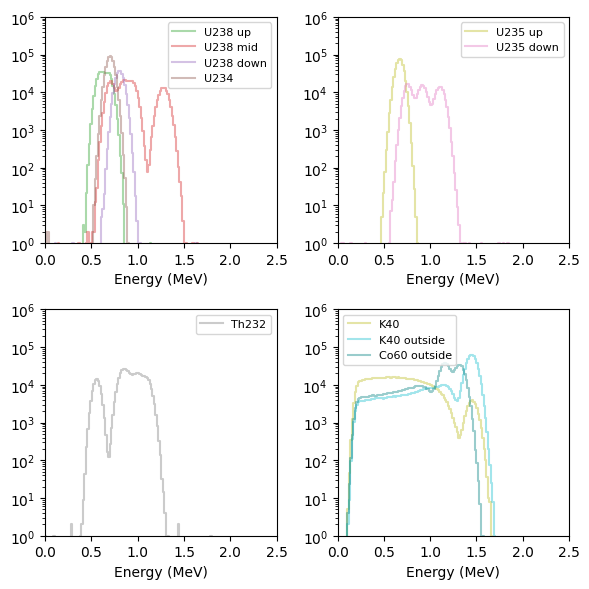 10⁶
10⁵
10⁴
10³
10²
10¹
10⁰
0.0 0.5 1.0 1.5 2.0 2.5
Energy (MeV)
U238 up
U238 mid
U238 down
U234
10⁶
10⁵
10⁴
10³
10²
10¹
10⁰
0.0 0.5 1.0 1.5 2.0 2.5
Energy (MeV)
U235 up
U235 down
10⁶
10⁵
10⁴
10³
10²
10¹
10⁰
0.0 0.5 1.0 1.5 2.0 2.5
Energy (MeV)
Th232
10⁶
10⁵
10⁴
10³
10²
10¹
10⁰
0.0 0.5 1.0 1.5 2.0 2.5
Energy (MeV)
K40
K40 outside
Co60 outside